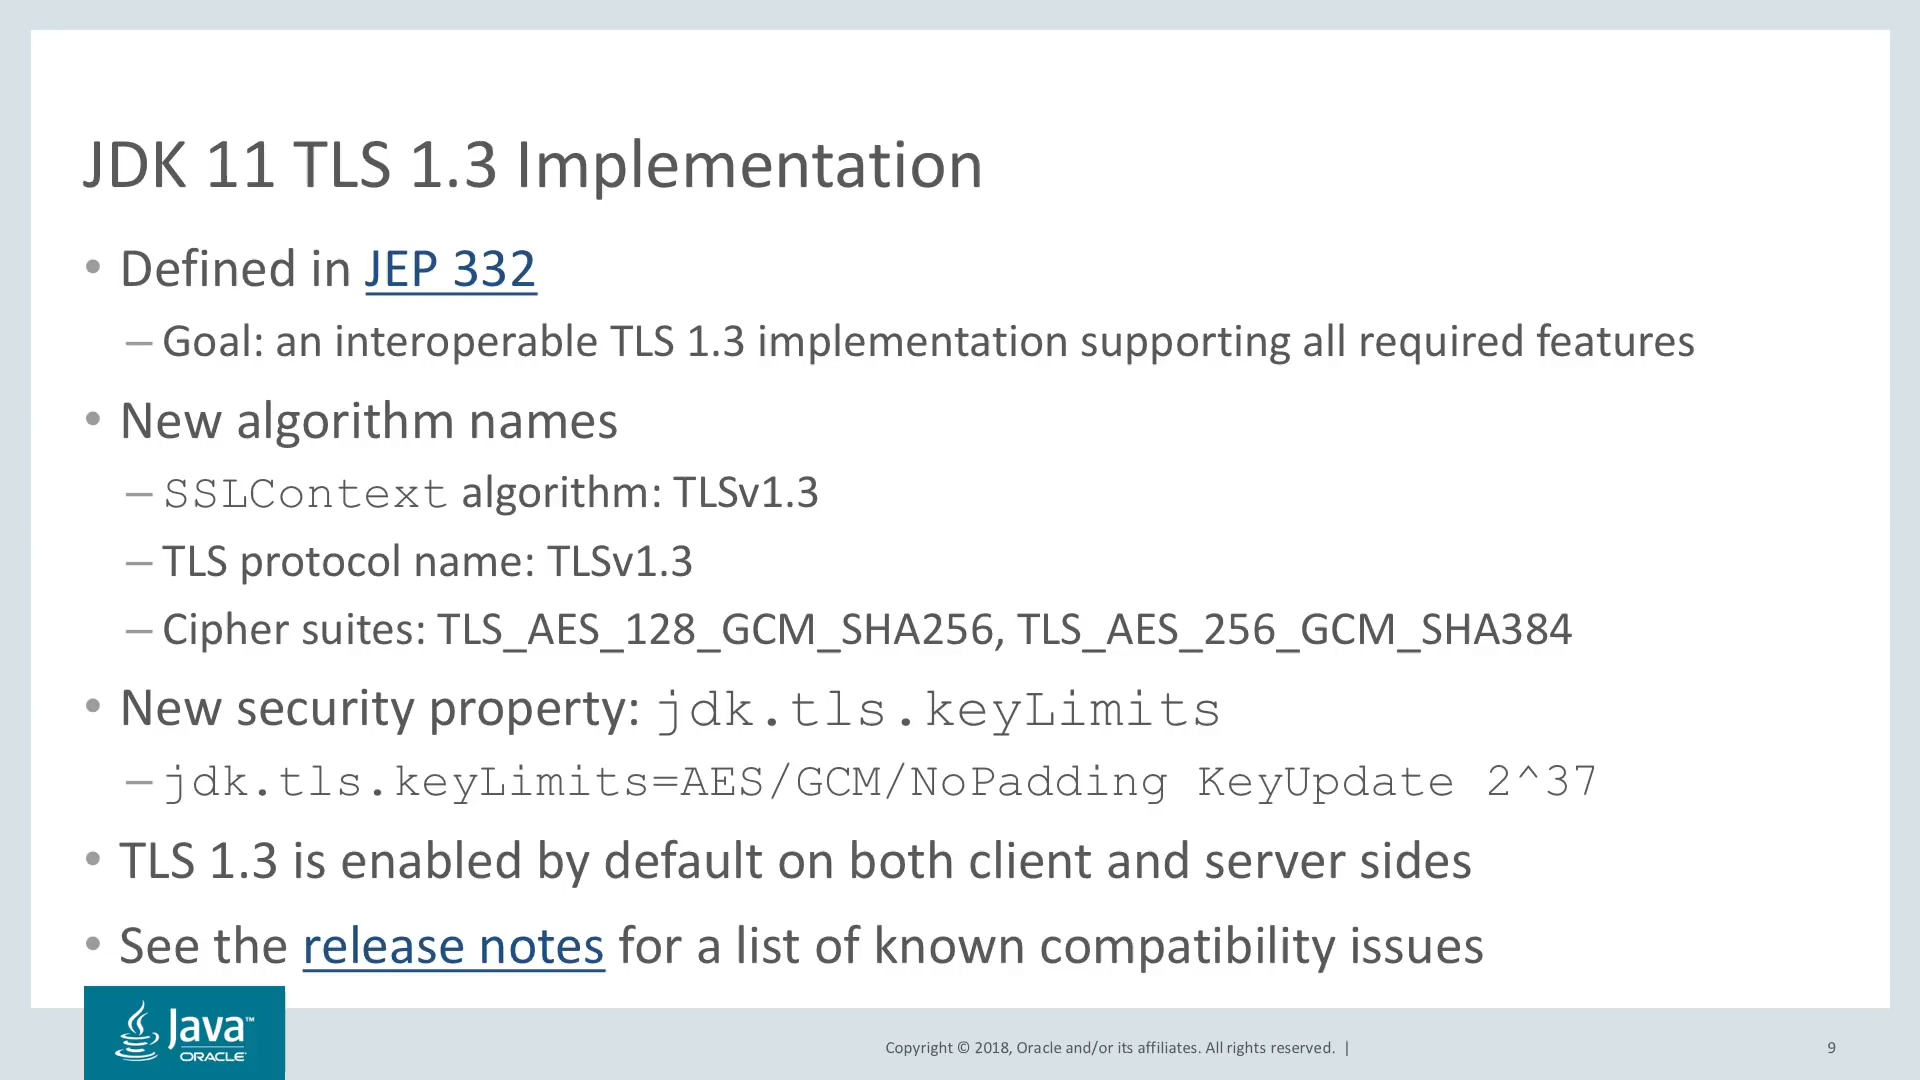 JDK 11 TLS 1.3 Implementation
• Defined in JEP 332
– Goal: an interoperable TLS 1.3 implementation supporting all required features
• New algorithm names
– SSLContext algorithm: TLSv1.3
– TLS protocol name: TLSv1.3
– Cipher suites: TLS_AES_128_GCM_SHA256, TLS_AES_256_GCM_SHA384
• New security property: jdk.tls.keyLimits
– jdk.tls.keyLimits=AES/GCM/NoPadding KeyUpdate 2^37
• TLS 1.3 is enabled by default on both client and server sides
• See the release notes for a list of known compatibility issues
Java™
ORACLE
Copyright © 2018, Oracle and/or its affiliates. All rights reserved. |
9